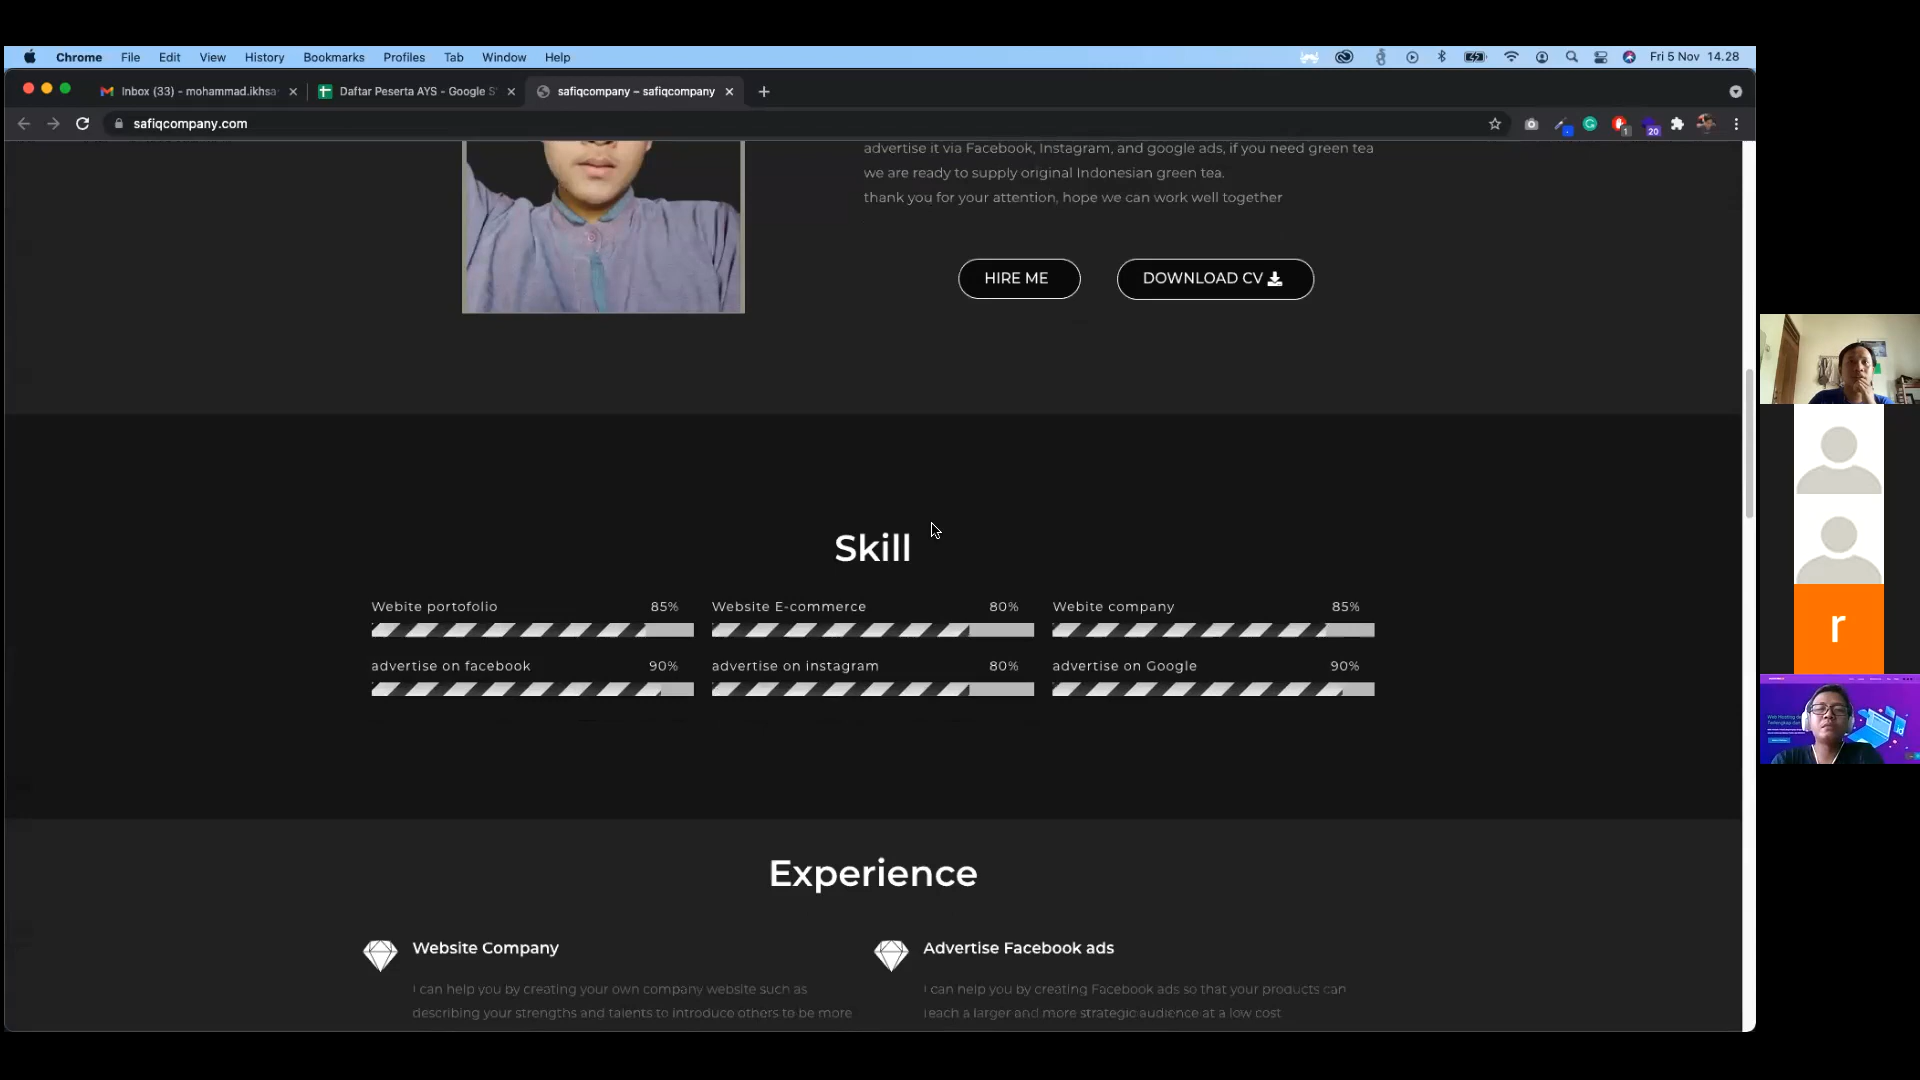 Chrome File Edit View History Bookmarks Profiles Tab Window Help Fri 5 Nov 14.28
Inbox (33) - mohammad.ikhsa Daftar Peserta AYS - Google S safiqcompany – safiqcompany
safiqcompany.com
1
20
advertise it via Facebook, Instagram, and google ads, if you need green tea
we are ready to supply original Indonesian green tea.
thank you for your attention, hope we can work well together
HIRE ME DOWNLOAD CV
Skill
Webite portofolio 85% Website E-commerce 80% Webite company 85%
advertise on facebook 90% advertise on instagram 80% advertise on Google 90%
Experience
Website Company Advertise Facebook ads
I can help you by creating your own company website such as
describing your strengths and talents to introduce others to be more
I can help you by creating Facebook ads so that your products can
reach a larger and more strategic audience at a low cost
r